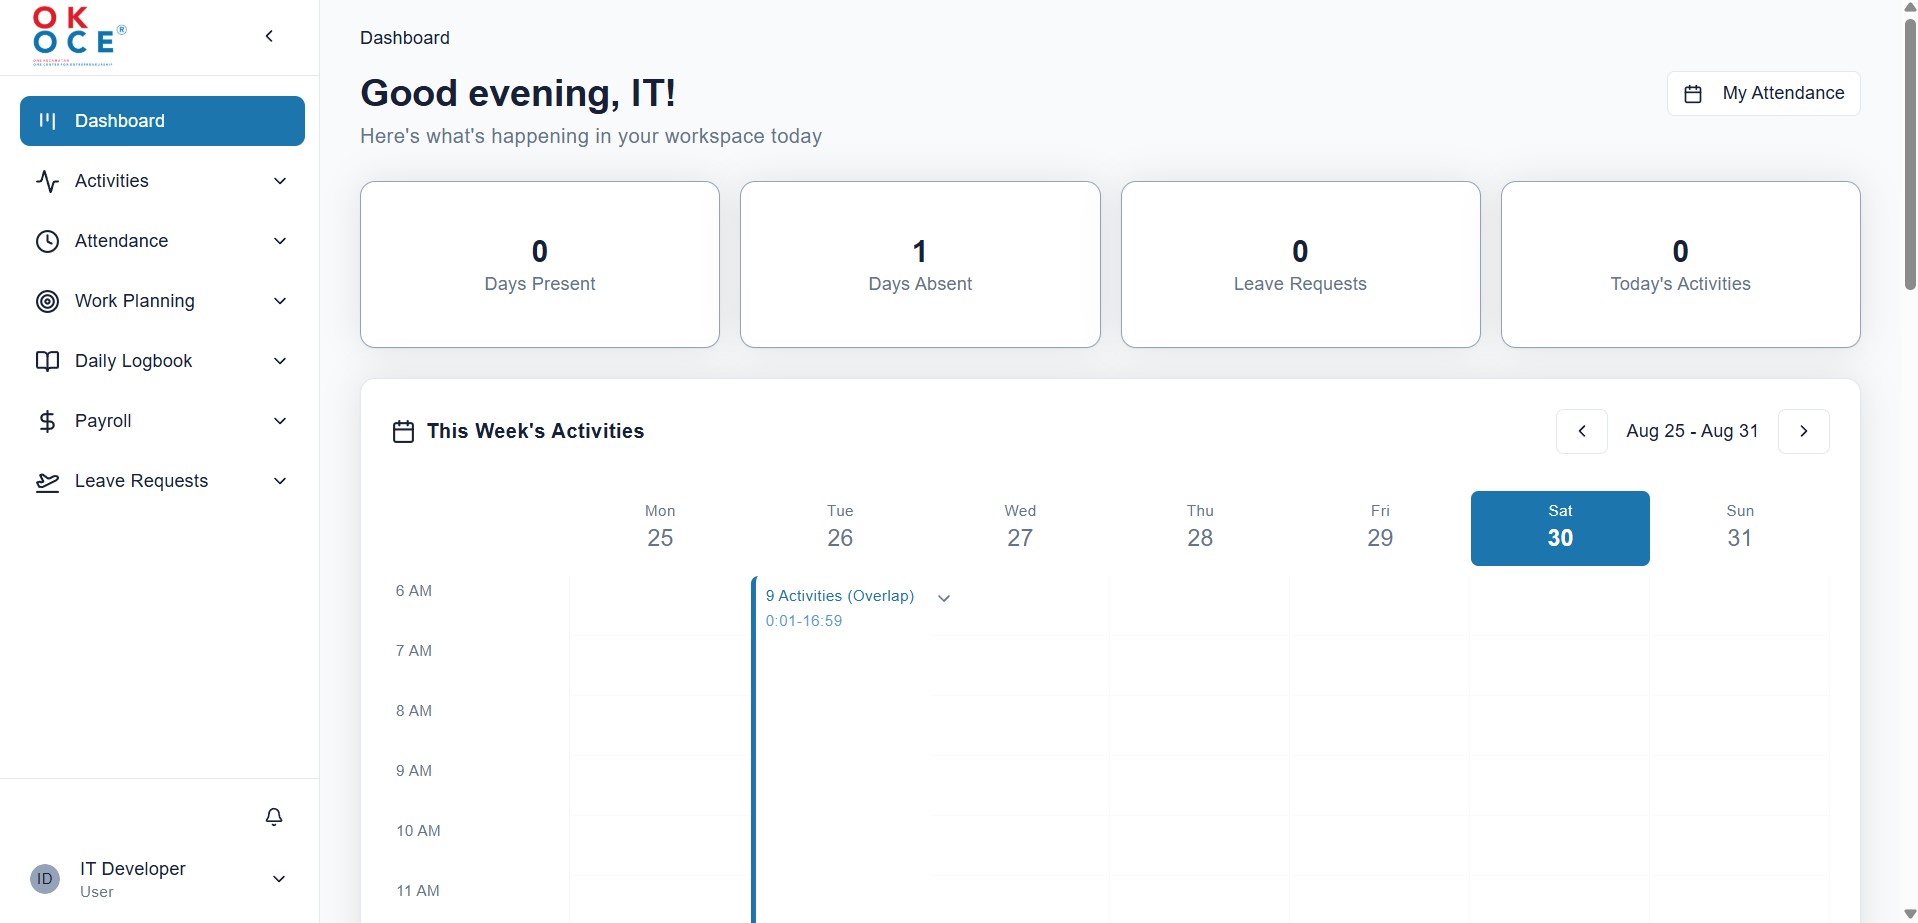 OK
OCE®
Dashboard
Activities
Attendance
Work Planning
Daily Logbook
Payroll
Leave Requests
ID
IT Developer
User
Dashboard
Good evening, IT!
Here's what's happening in your workspace today
My Attendance
0
Days Present
1
Days Absent
0
Leave Requests
0
Today's Activities
This Week's Activities
Aug 25 - Aug 31
Mon
25
Tue
26
Wed
27
Thu
28
Fri
29
Sat
30
Sun
31
6 AM
9 Activities (Overlap)
0:01-16:59
7 AM
8 AM
9 AM
10 AM
11 AM